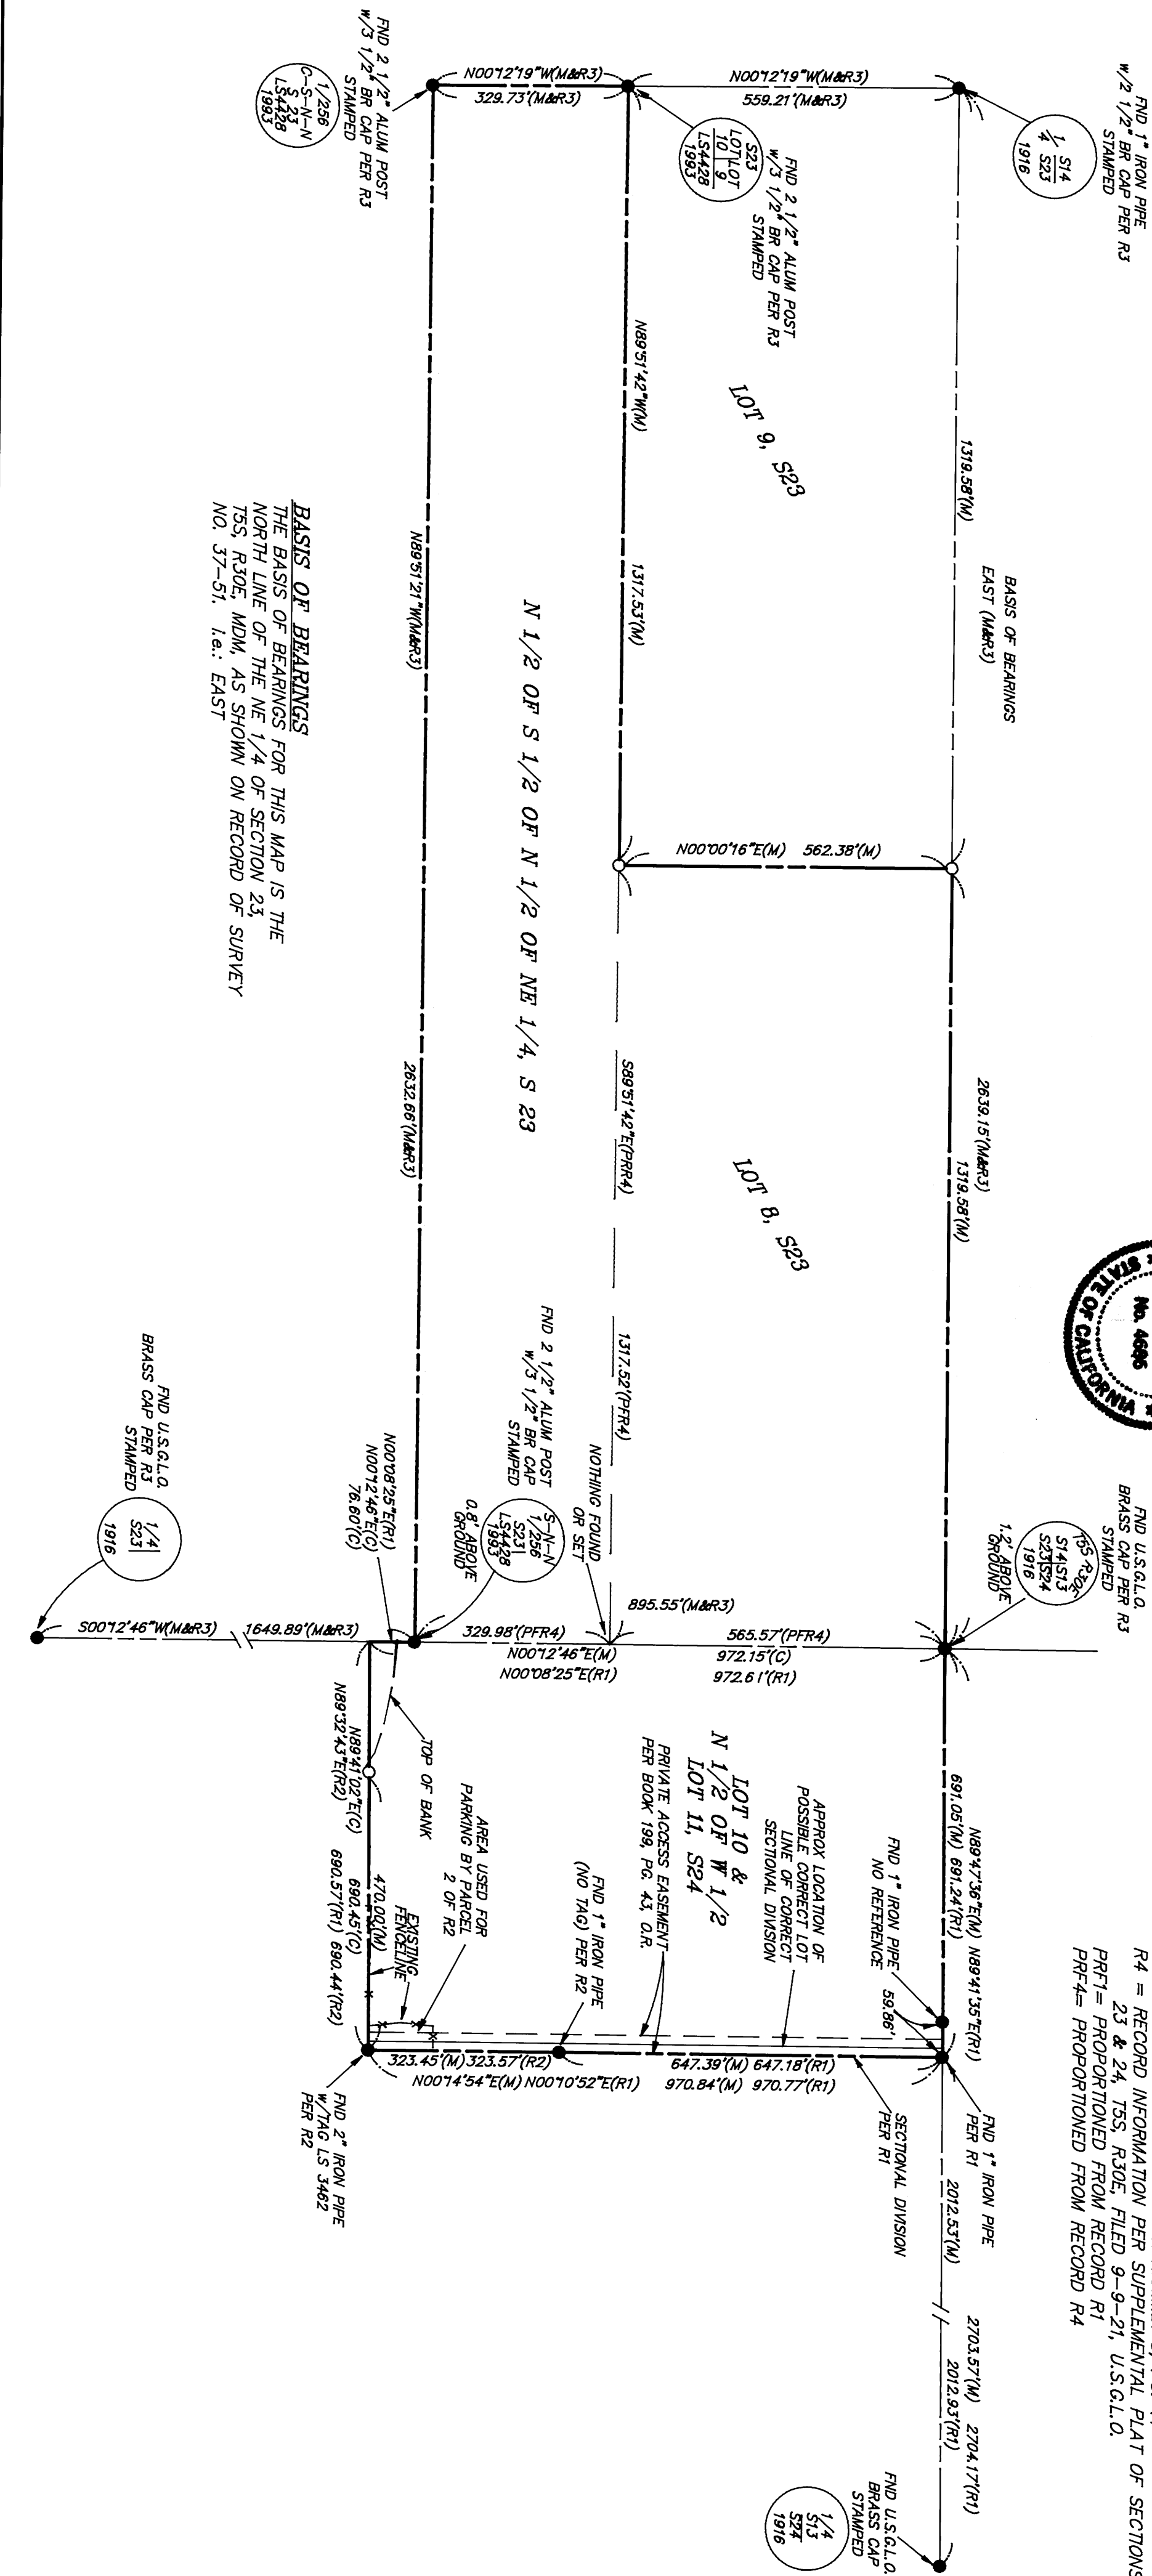 FND 1" IRON PIPE
w/2 1/2" BR CAP PER R3
STAMPED
1/4
S14
S23
1916
N00°12'19"W(M&R3)
559.21'(M&R3)
N00°12'19"W(M&R3)
329.73'(M&R3)
FND 2 1/2" ALUM POST
w/3 1/2" BR CAP PER R3
STAMPED
S23
LOT LOT
10 9
LS4428
1993
FND 2 1/2" ALUM POST
w/3 1/2" BR CAP PER R3
STAMPED
1/256
C-S-N-N
S 23
LS4428
1993
1319.58'(M)
BASIS OF BEARINGS
EAST (M&R3)
LOT 9, S23
N89°51'42"W(M)
1317.53'(M)
N00°00'16"E(M) 562.38'(M)
2639.15'(M&R3)
1319.58'(M)
LOT 8, S23
S89°51'42"E(PRR4)
1317.52'(PFR4)
N 1/2 OF S 1/2 OF N 1/2 OF NE 1/4, S 23
N89°51'21"W(M&R3)
2632.66'(M&R3)
BASIS OF BEARINGS
THE BASIS OF BEARINGS FOR THIS MAP IS THE
NORTH LINE OF THE NE 1/4 OF SECTION 23,
T5S, R30E, MDM, AS SHOWN ON RECORD OF SURVEY
NO. 37-51. i.e.: EAST
STATE OF CALIFORNIA
No. 4686
FND U.S.G.L.O.
BRASS CAP PER R3
STAMPED
T5S R30E
S14 S13
S23 S24
1916
1.2' ABOVE
GROUND
895.55'(M&R3)
NOTHING FOUND
OR SET
FND 2 1/2" ALUM POST
w/3 1/2" BR CAP
STAMPED
S-N-N
1/256
S23
LS4428
1993
0.8' ABOVE
GROUND
565.57'(PFR4)
329.98'(PFR4)
972.15'(C)
N00°12'46"E(M)
972.61'(R1)
N00°08'25"E(R1)
N00°08'25"E(R1)
N00°12'46"E(C)
76.60'(C)
1649.89'(M&R3)
S00°12'46"W(M&R3)
FND U.S.G.L.O.
BRASS CAP PER R3
STAMPED
1/4
S23
1916
N89°47'36"E(M) N89°41'35"E(R1)
691.05'(M) 691.24'(R1)
FND 1" IRON PIPE
NO REFERENCE
59.86'
APPROX LOCATION OF
POSSIBLE CORRECT LOT
LINE OF CORRECT
SECTIONAL DIVISION
LOT 10 &
N 1/2 OF W 1/2
LOT 11, S24
PRIVATE ACCESS EASEMENT
PER BOOK 199, PG. 43, O.R.
FND 1" IRON PIPE
(NO TAG) PER R2
AREA USED FOR
PARKING BY PARCEL
2 OF R2
TOP OF BANK
EXISTING
FENCELINE
470.00'(M)
N89°41'02"E(C) 690.45'(C)
N89°32'43"E(R2) 690.57'(R1) 690.44'(R2)
FND 1" IRON PIPE
PER R1
SECTIONAL DIVISION
PER R1
647.39'(M) 647.18'(R1)
323.45'(M) 323.57'(R2)
970.84'(M) 970.77'(R1)
N00°14'54"E(M) N00°10'52"E(R1)
FND 2" IRON PIPE
w/TAG LS 3462
PER R2
2703.57'(M) 2704.17'(R1)
2012.53'(M)
2012.93'(R1)
FND U.S.G.L.O.
BRASS CAP
STAMPED
1/4
S13
S24
1916
R4 = RECORD INFORMATION PER SUPPLEMENTAL PLAT OF SECTIONS
23 & 24, T5S, R30E, FILED 9-9-21, U.S.G.L.O.
PRF1= PROPORTIONED FROM RECORD R1
PRF4= PROPORTIONED FROM RECORD R4